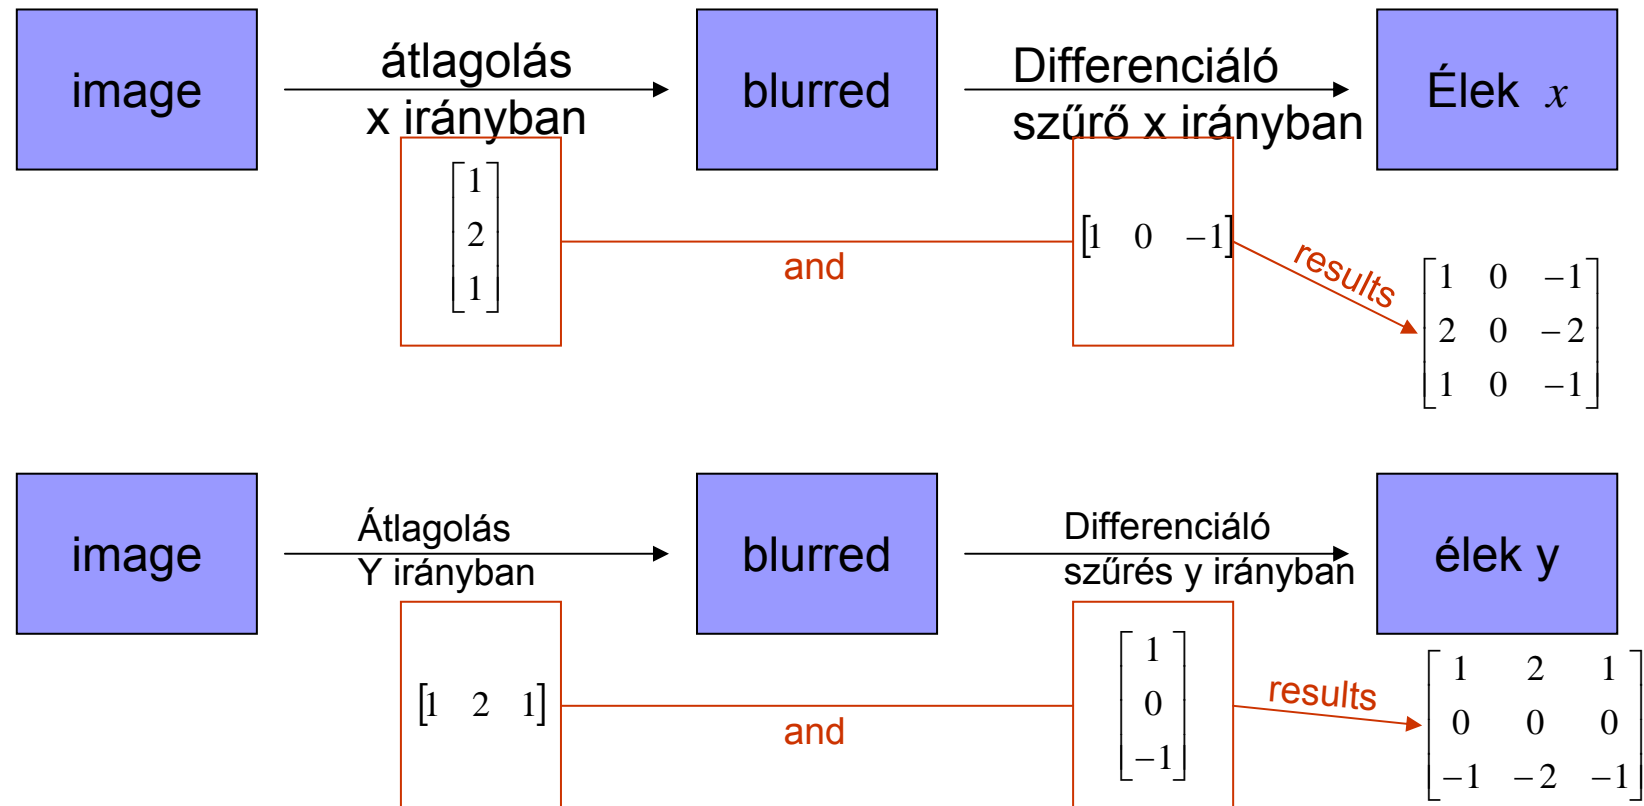 image
átlagolás
x irányban
blurred
Differenciáló
szűrő x irányban
Élek x
[1
2
1]
and
[1 0 −1]
results
[1 0 −1
2 0 −2
1 0 −1]
image
Átlagolás
Y irányban
blurred
Differenciáló
szűrés y irányban
élek y
[1 2 1]
and
[1
0
−1]
results
[1 2 1
0 0 0
−1 −2 −1]